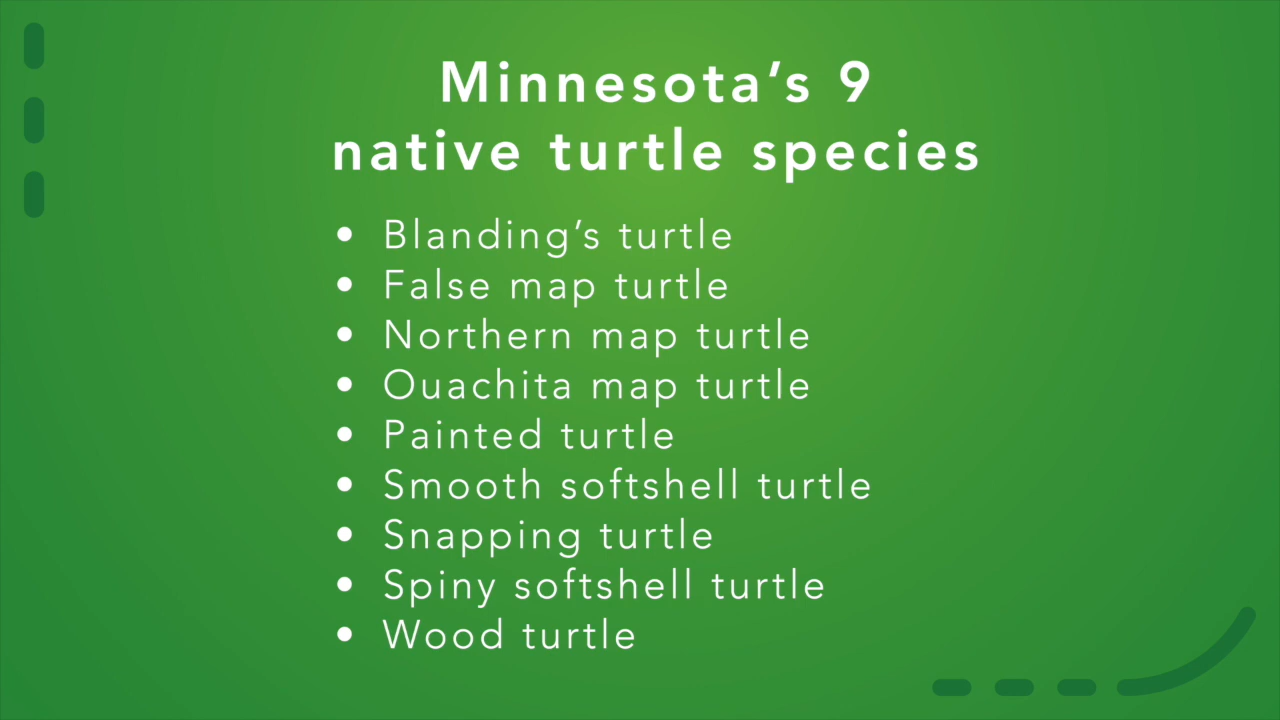 Minnesota’s 9
native turtle species
• Blanding’s turtle
• False map turtle
• Northern map turtle
• Ouachita map turtle
• Painted turtle
• Smooth softshell turtle
• Snapping turtle
• Spiny softshell turtle
• Wood turtle